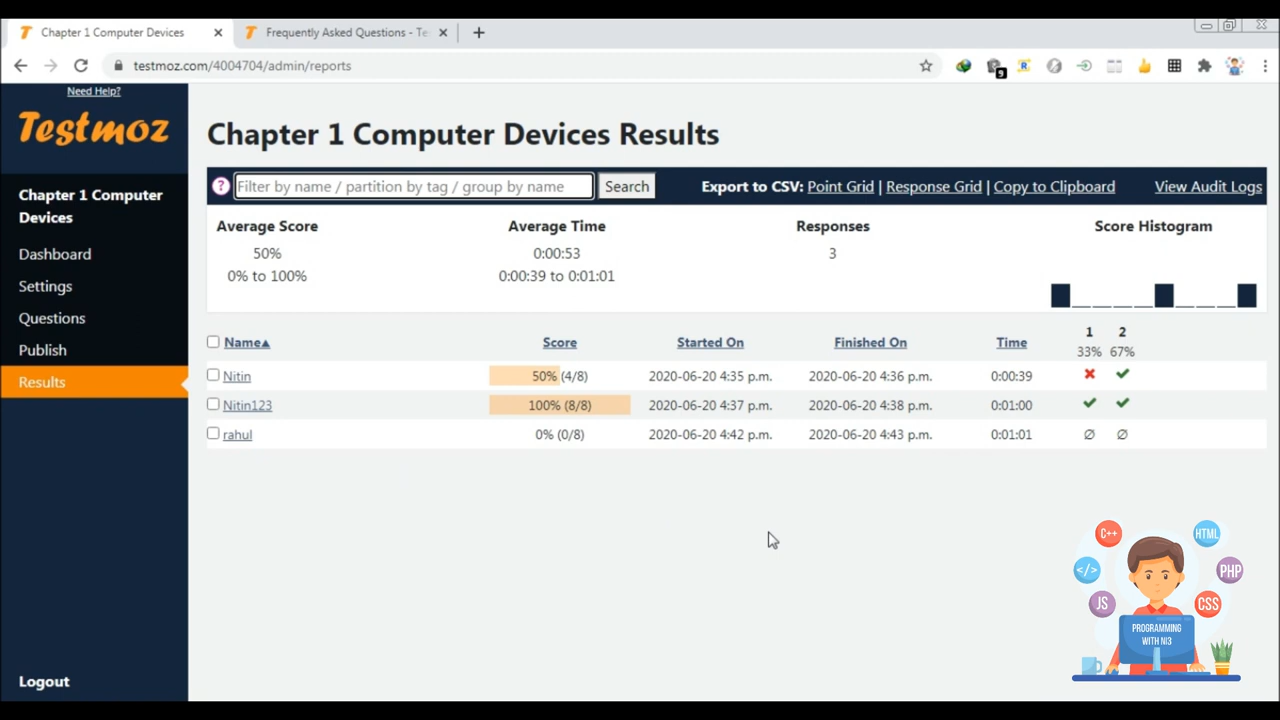 Chapter 1 Computer Devices
Frequently Asked Questions - Te
testmoz.com/4004704/admin/reports
9
Need Help?
Testmoz
Chapter 1 Computer Devices
Dashboard
Settings
Questions
Publish
Results
Logout
Chapter 1 Computer Devices Results
? Filter by name / partition by tag / group by name Search Export to CSV: Point Grid | Response Grid | Copy to Clipboard View Audit Logs
Average Score Average Time Responses Score Histogram
50% 0:00:53 3
0% to 100% 0:00:39 to 0:01:01
Name▲ Score Started On Finished On Time 1 2
33% 67%
Nitin 50% (4/8) 2020-06-20 4:35 p.m. 2020-06-20 4:36 p.m. 0:00:39 ✖ ✔
Nitin123 100% (8/8) 2020-06-20 4:37 p.m. 2020-06-20 4:38 p.m. 0:01:00 ✔ ✔
rahul 0% (0/8) 2020-06-20 4:42 p.m. 2020-06-20 4:43 p.m. 0:01:01 ∅ ∅
C++ HTML
</> PHP
JS CSS
PROGRAMMING
WITH NI3